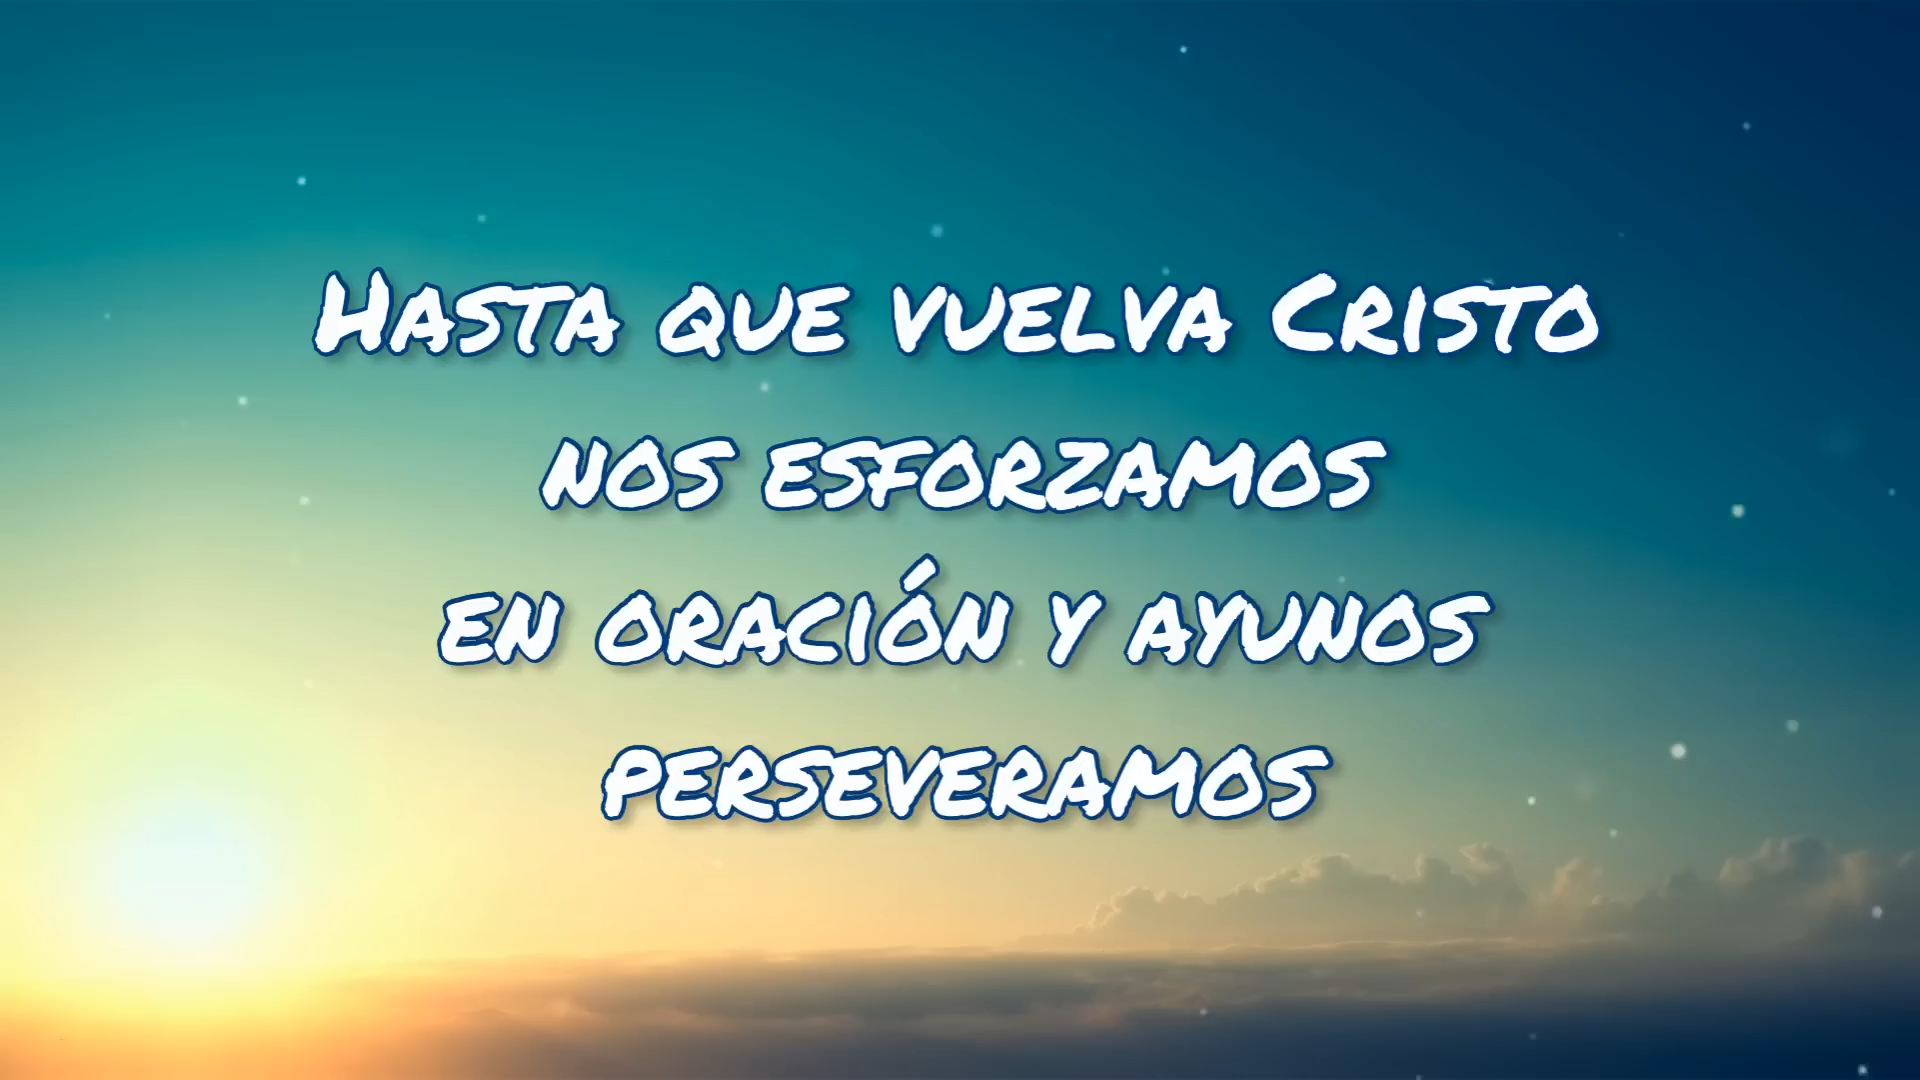 Hasta que vuelva Cristo
nos esforzamos
en oración y ayunos
perseveramos